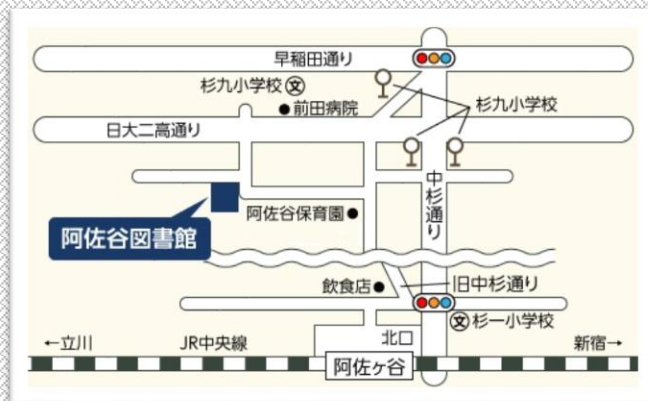 早稲田通り
杉九小学校
文
前田病院
杉九小学校
日大二高通り
中杉通り
阿佐谷保育園
阿佐谷図書館
飲食店
旧中杉通り
文
杉一小学校
←立川
JR中央線
北口
新宿→
阿佐ヶ谷